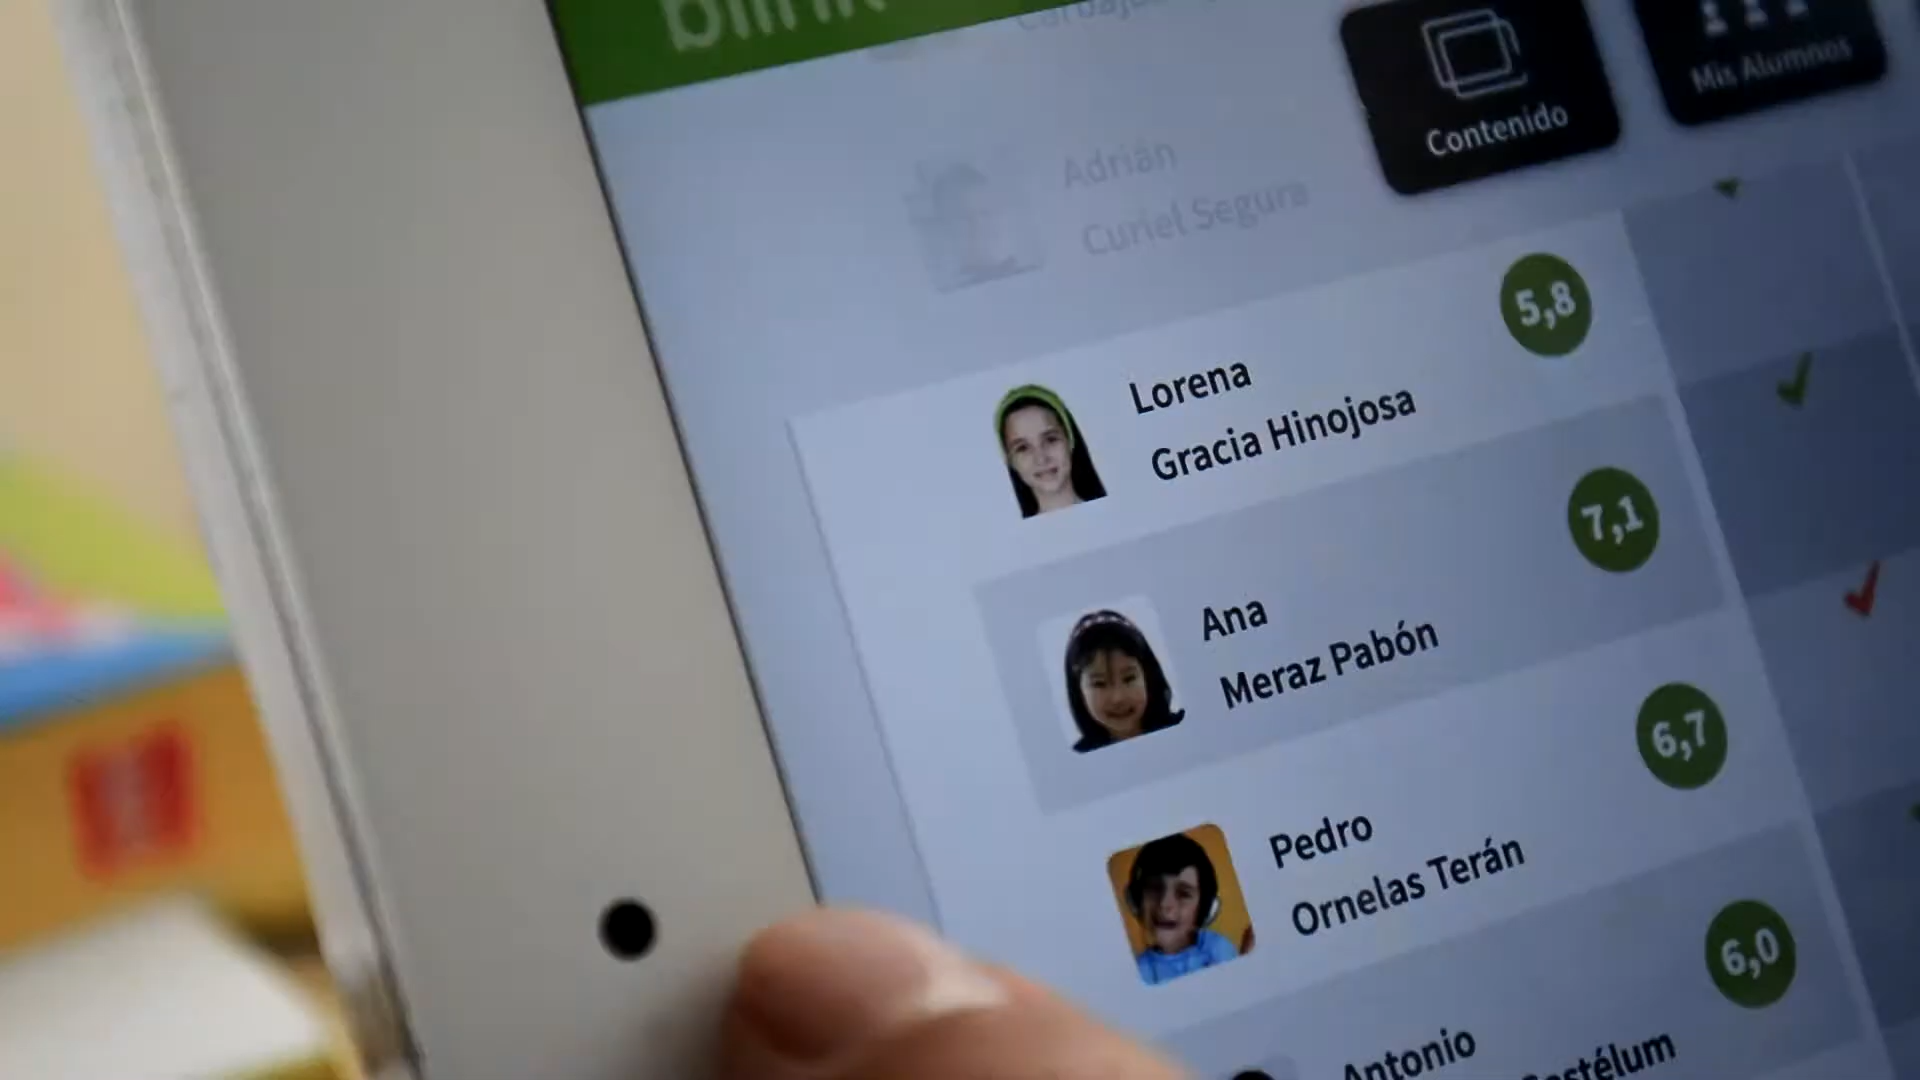 Contenido
Mis Alumnos
Adrián
Curiel Segura
5,8
Lorena
Gracia Hinojosa
7,1
Ana
Meraz Pabón
6,7
Pedro
Ornelas Terán
6,0
Antonio